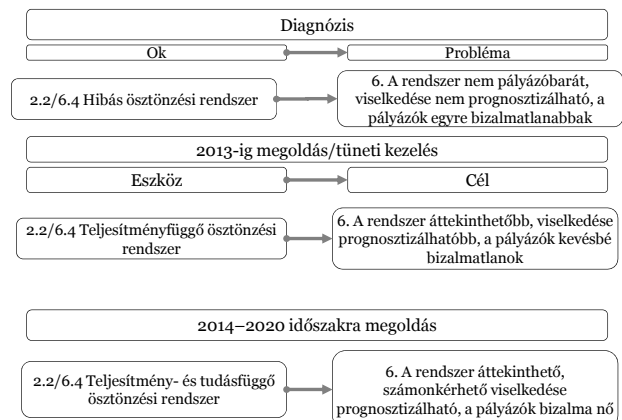 Diagnózis
Ok
Probléma
2.2/6.4 Hibás ösztönzési rendszer
6. A rendszer nem pályázóbarát,
viselkedése nem prognosztizálható, a
pályázók egyre bizalmatlanabbak
2013-ig megoldás/tüneti kezelés
Eszköz
Cél
2.2/6.4 Teljesítményfüggő ösztönzési
rendszer
6. A rendszer áttekinthetőbb, viselkedése
prognosztizálhatóbb, a pályázók kevésbé
bizalmatlanok
2014–2020 időszakra megoldás
2.2/6.4 Teljesítmény- és tudásfüggő
ösztönzési rendszer
6. A rendszer áttekinthető,
számonkérhető viselkedése
prognosztizálható, a pályázók bizalma nő